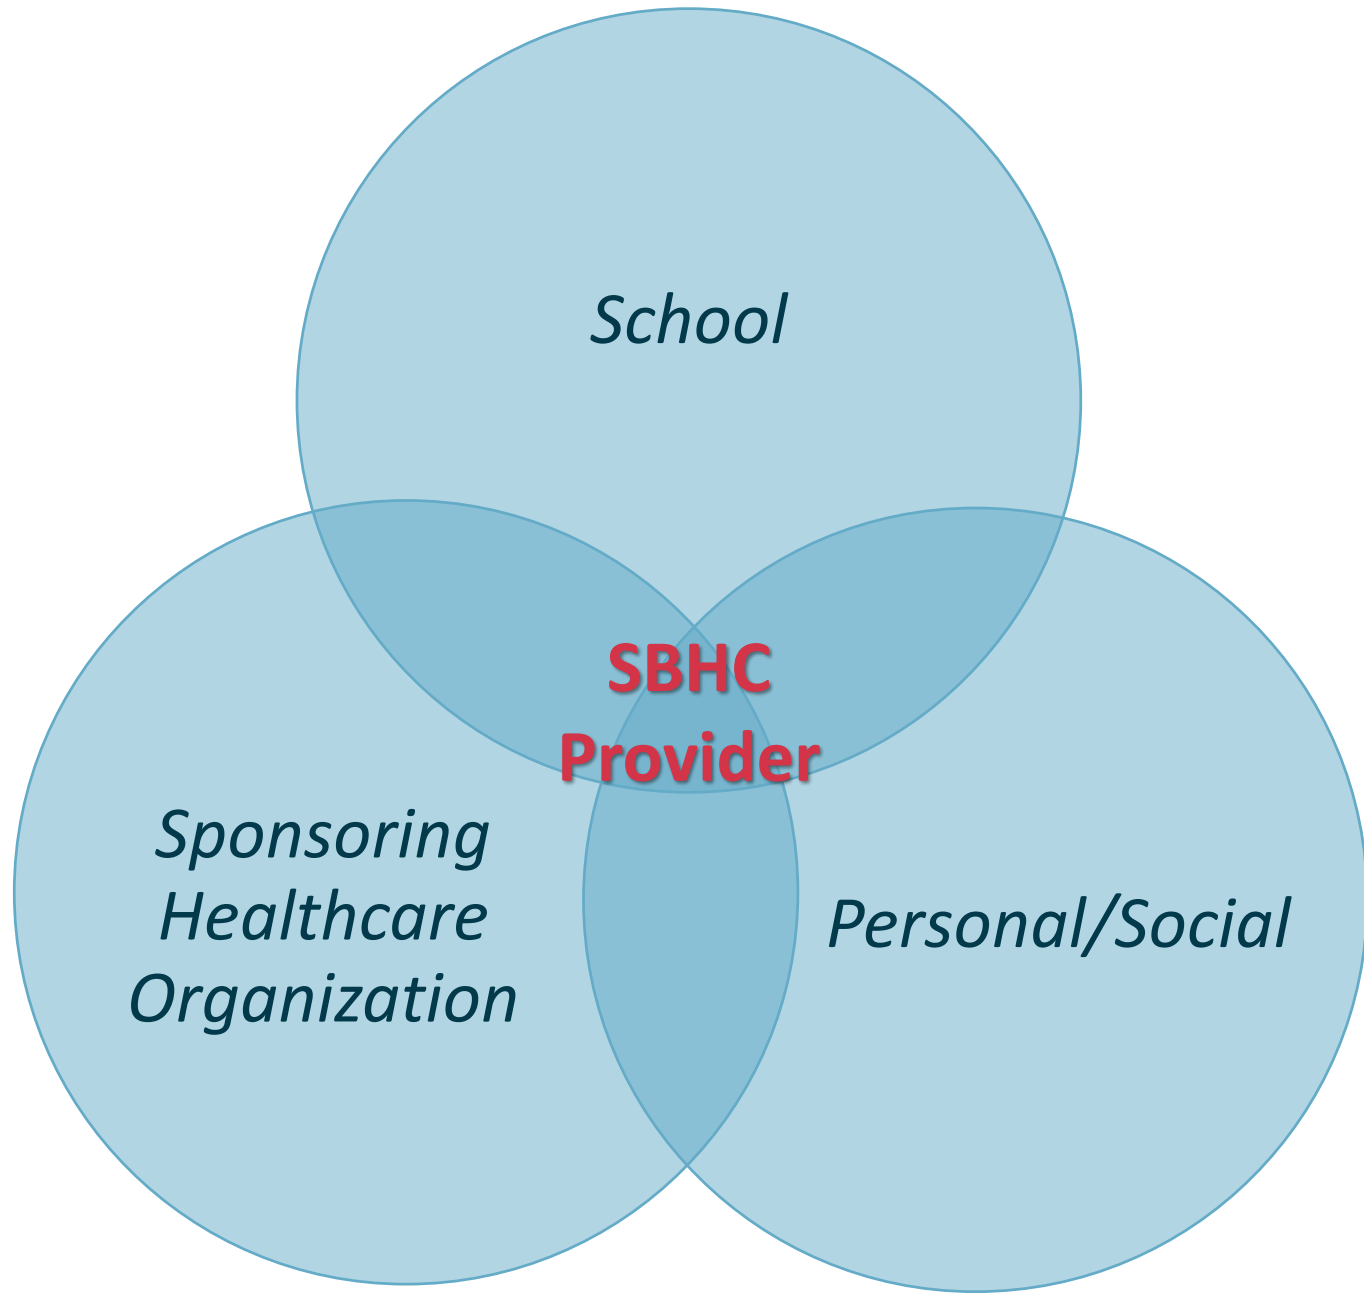 School
SBHC
Provider
Sponsoring
Healthcare
Organization
Personal/Social